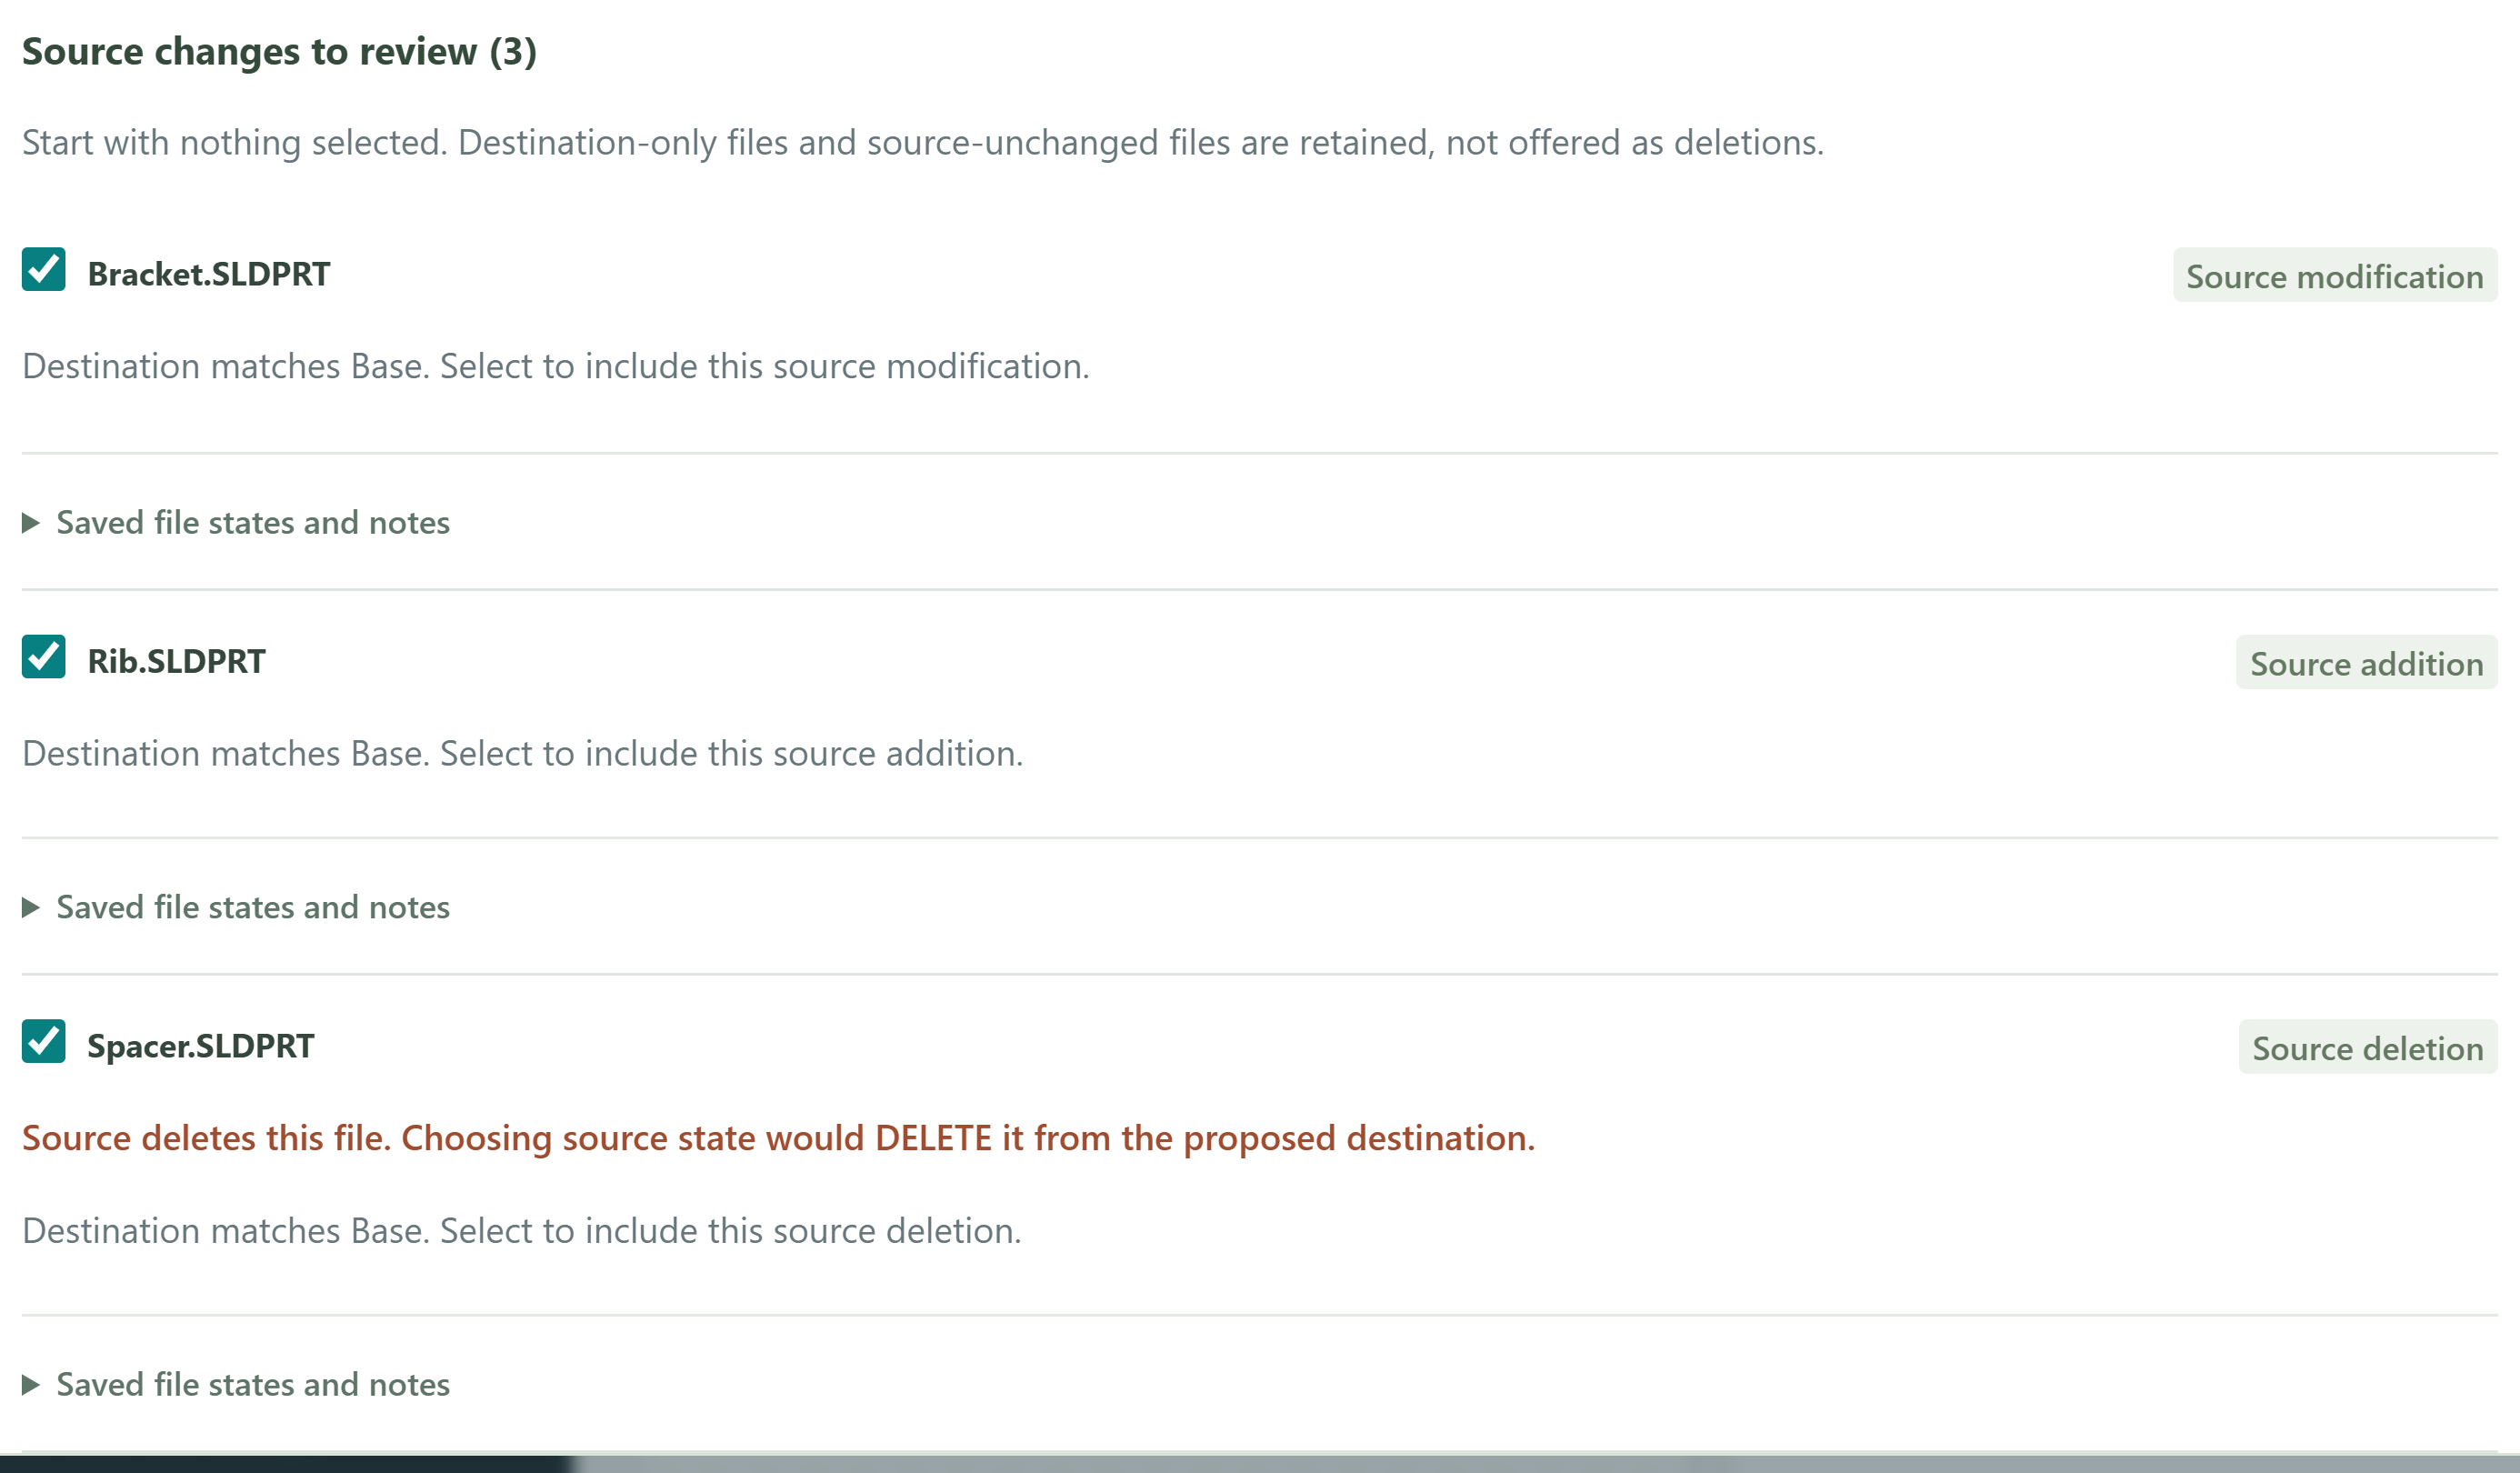 Source changes to review (3)
Start with nothing selected. Destination-only files and source-unchanged files are retained, not offered as deletions.
Bracket.SLDPRT
Source modification
Destination matches Base. Select to include this source modification.
Saved file states and notes
Rib.SLDPRT
Source addition
Destination matches Base. Select to include this source addition.
Saved file states and notes
Spacer.SLDPRT
Source deletion
Source deletes this file. Choosing source state would DELETE it from the proposed destination.
Destination matches Base. Select to include this source deletion.
Saved file states and notes